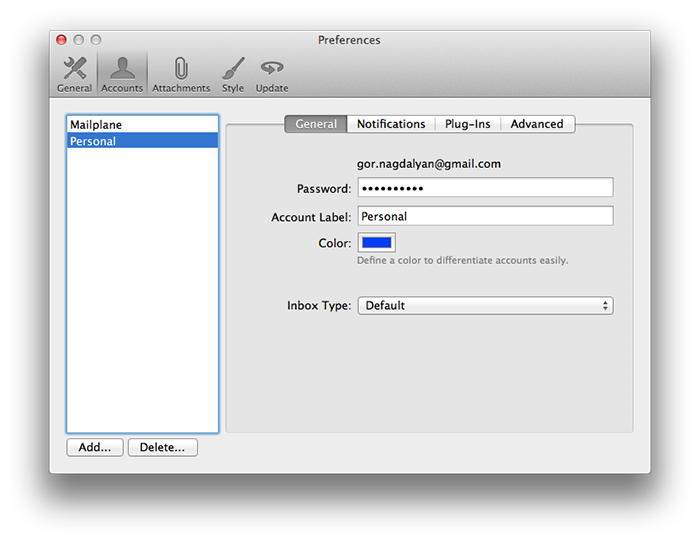 Preferences
General Accounts Attachments Style Update
Mailplane
Personal
General Notifications Plug-Ins Advanced
gor.nagdalyan@gmail.com
Password: ••••••••••
Account Label: Personal
Color:
Define a color to differentiate accounts easily.
Inbox Type: Default
Add... Delete...